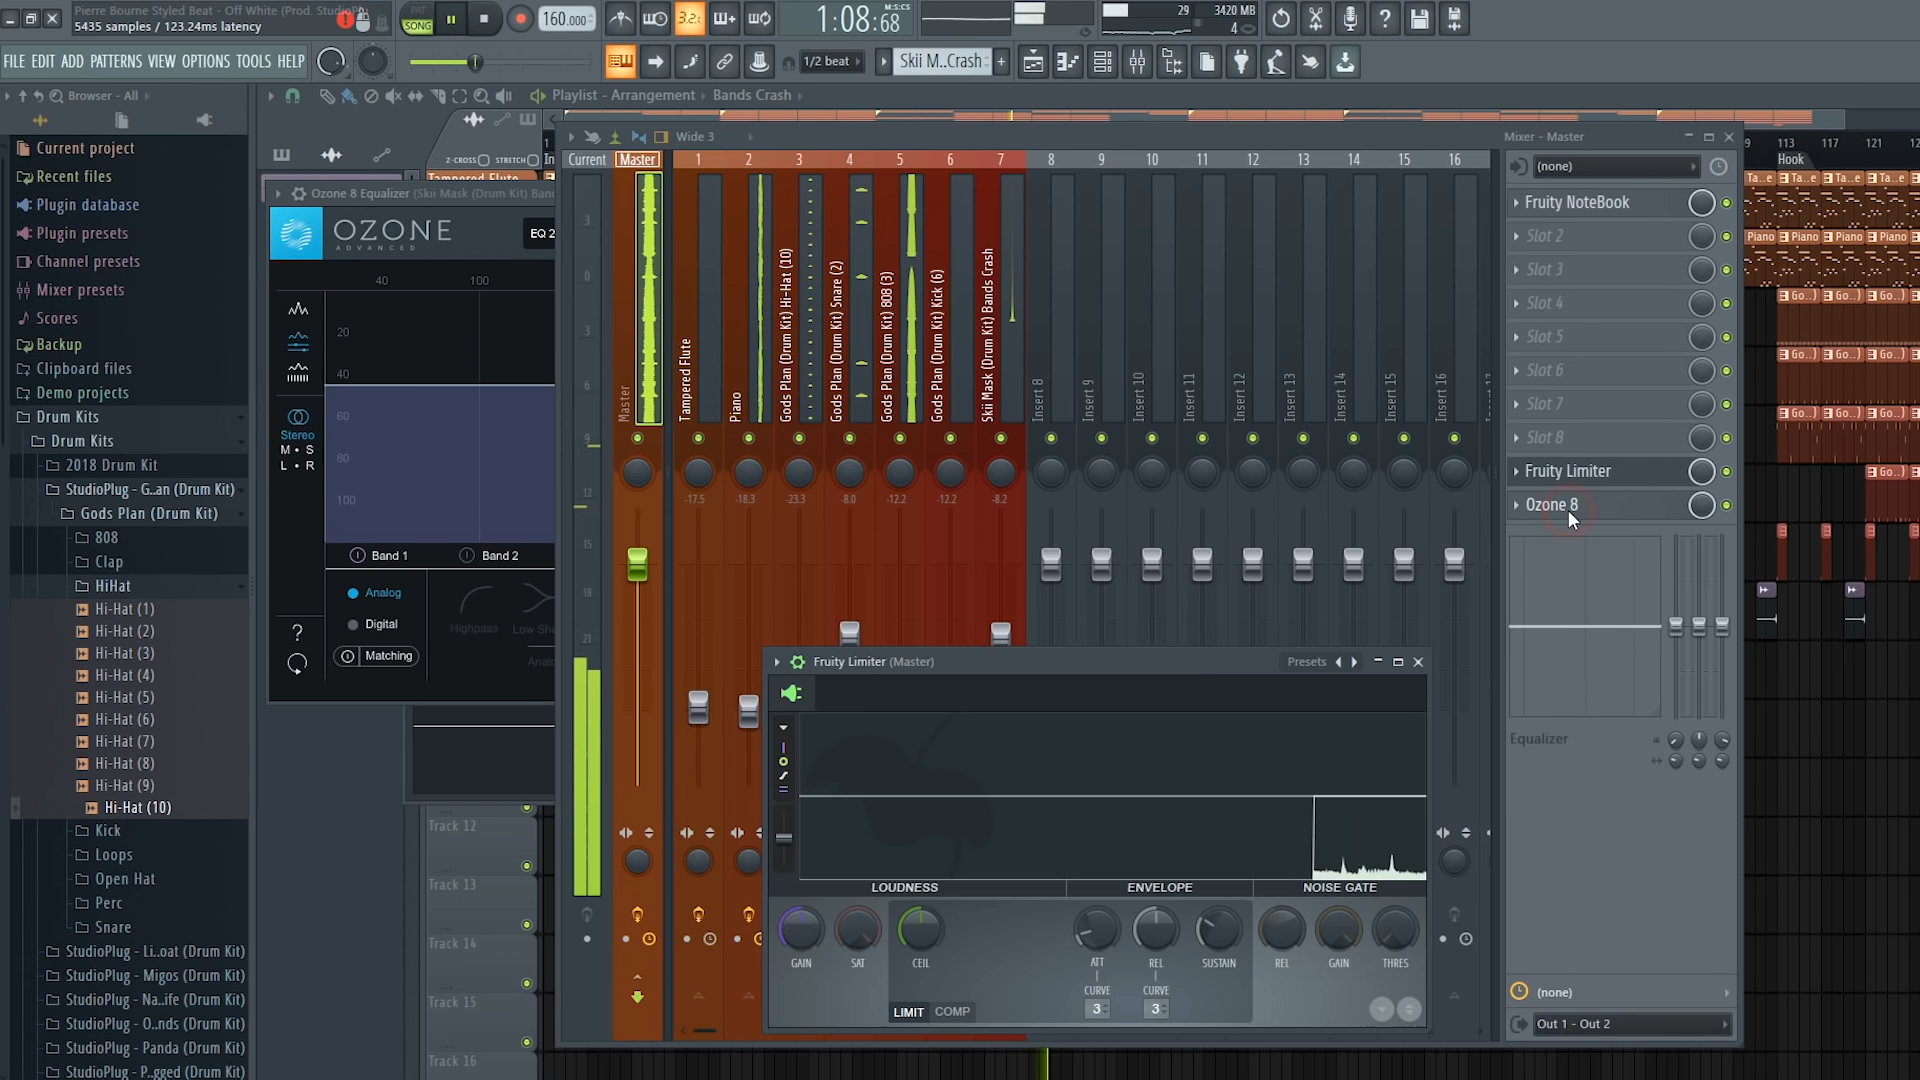 Pierre Bourne Styled Beat - Off White (Prod. StudioPlu
5435 samples / 123.24ms latency
PAT
SONG
160.000
3.2
1:08:68
M:S:CS
29
3420 MB
4
FILE EDIT ADD PATTERNS VIEW OPTIONS TOOLS HELP
1/2 beat
Skii M..Crash
Browser - All
Playlist - Arrangement
Bands Crash
Current project
Recent files
Plugin database
Plugin presets
Channel presets
Mixer presets
Scores
Backup
Clipboard files
Demo projects
Drum Kits
Drum Kits
2018 Drum Kit
StudioPlug - G..an (Drum Kit)
Gods Plan (Drum Kit)
808
Clap
HiHat
Hi-Hat (1)
Hi-Hat (2)
Hi-Hat (3)
Hi-Hat (4)
Hi-Hat (5)
Hi-Hat (6)
Hi-Hat (7)
Hi-Hat (8)
Hi-Hat (9)
Hi-Hat (10)
Kick
Loops
Open Hat
Perc
Snare
StudioPlug - Li..oat (Drum Kit)
StudioPlug - Migos (Drum Kit)
StudioPlug - Na..ife (Drum Kit)
StudioPlug - O..nds (Drum Kit)
StudioPlug - Panda (Drum Kit)
StudioPlug - P..gged (Drum Kit)
Z-CROSS
STRETCH
Tampered Flute
Ozone 8 Equalizer (Skii Mask (Drum Kit) Ban
OZONE
ADVANCED
EQ 2
40
100
20
40
60
80
100
Stereo
M • S
L • R
Band 1
Band 2
Analog
Digital
Matching
Highpass
Low She
?
Track 12
Track 13
Track 14
Track 15
Track 16
Wide 3
Mixer - Master
Current
Master
1
2
3
4
5
6
7
8
9
10
11
12
13
14
15
16
3
0
3
6
9
12
15
18
21
Master
Tampered Flute
Piano
Gods Plan (Drum Kit) Hi-Hat (10)
Gods Plan (Drum Kit) Snare (2)
Gods Plan (Drum Kit) 808 (3)
Gods Plan (Drum Kit) Kick (6)
Skii Mask (Drum Kit) Bands Crash
Insert 8
Insert 9
Insert 10
Insert 11
Insert 12
Insert 13
Insert 14
Insert 15
Insert 16
-17.5
-18.3
-23.3
-8.0
-12.2
-12.2
-8.2
(none)
Fruity NoteBook
Slot 2
Slot 3
Slot 4
Slot 5
Slot 6
Slot 7
Slot 8
Fruity Limiter
Ozone 8
Equalizer
(none)
Out 1 - Out 2
Fruity Limiter (Master)
Presets
LOUDNESS
ENVELOPE
NOISE GATE
GAIN
SAT
CEIL
ATT
REL
SUSTAIN
REL
GAIN
THRES
CURVE
CURVE
3
3
LIMIT
COMP
113
117
121
Hook
Ta..e
Ta..e
Ta..e
Ta..e
Piano
Piano
Piano
Piano
Go..)
Go..)
Go..)
Go..)
Go..)
Go..)
Go..)
Go..)
Go..)
Go..)